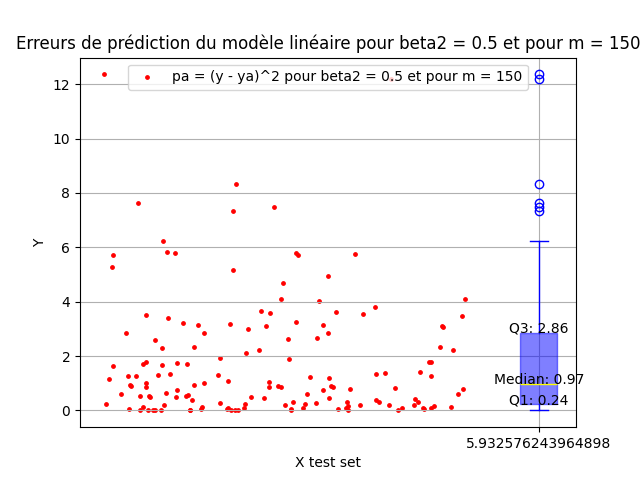 Erreurs de prédiction du modèle linéaire pour beta2 = 0.5 et pour m = 150
pa = (y - ya)^2 pour beta2 = 0.5 et pour m = 150
12
10
8
6
4
2
0
Y
Q3: 2.86
Median: 0.97
Q1: 0.24
5.932576243964898
X test set